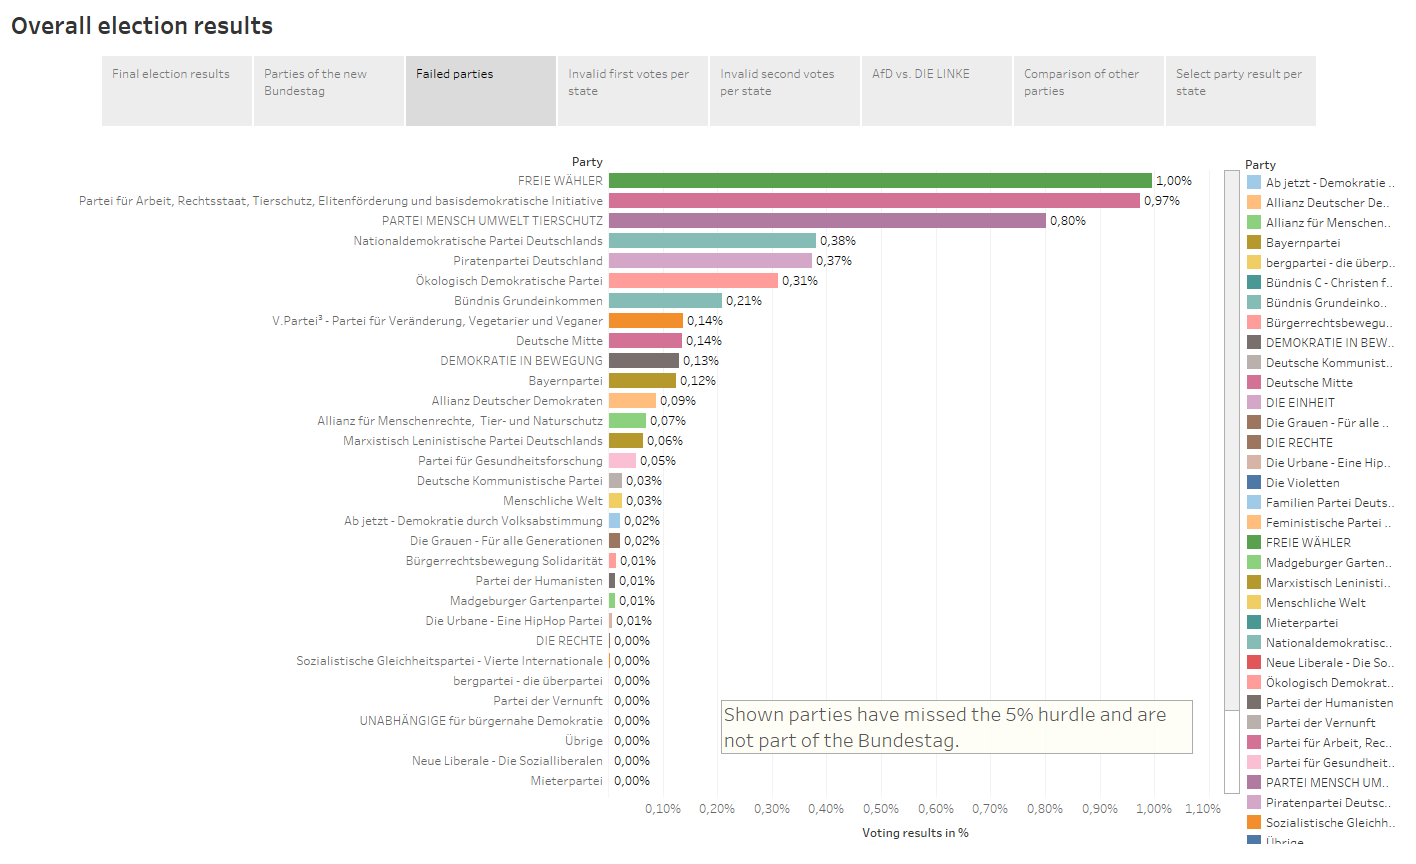 Overall election results
Final election results
Parties of the new
Bundestag
Failed parties
Invalid first votes per
state
Invalid second votes
per state
AfD vs. DIE LINKE
Comparison of other
parties
Select party result per
state
Party
FREIE WÄHLER 1,00%
Partei für Arbeit, Rechtsstaat, Tierschutz, Elitenförderung und basisdemokratische Initiative 0,97%
PARTEI MENSCH UMWELT TIERSCHUTZ 0,80%
Nationaldemokratische Partei Deutschlands 0,38%
Piratenpartei Deutschland 0,37%
Ökologisch Demokratische Partei 0,31%
Bündnis Grundeinkommen 0,21%
V.Partei³ - Partei für Veränderung, Vegetarier und Veganer 0,14%
Deutsche Mitte 0,14%
DEMOKRATIE IN BEWEGUNG 0,13%
Bayernpartei 0,12%
Allianz Deutscher Demokraten 0,09%
Allianz für Menschenrechte, Tier- und Naturschutz 0,07%
Marxistisch Leninistische Partei Deutschlands 0,06%
Partei für Gesundheitsforschung 0,05%
Deutsche Kommunistische Partei 0,03%
Menschliche Welt 0,03%
Ab jetzt - Demokratie durch Volksabstimmung 0,02%
Die Grauen - Für alle Generationen 0,02%
Bürgerrechtsbewegung Solidarität 0,01%
Partei der Humanisten 0,01%
Madgeburger Gartenpartei 0,01%
Die Urbane - Eine HipHop Partei 0,01%
DIE RECHTE 0,00%
Sozialistische Gleichheitspartei - Vierte Internationale 0,00%
bergpartei - die überpartei 0,00%
Partei der Vernunft 0,00%
UNABHÄNGIGE für bürgernahe Demokratie 0,00%
Übrige 0,00%
Neue Liberale - Die Sozialliberalen 0,00%
Mieterpartei 0,00%
Shown parties have missed the 5% hurdle and are
not part of the Bundestag.
0,10% 0,20% 0,30% 0,40% 0,50% 0,60% 0,70% 0,80% 0,90% 1,00% 1,10%
Voting results in %
Party
Ab jetzt - Demokratie ..
Allianz Deutscher De..
Allianz für Menschen..
Bayernpartei
bergpartei - die überp..
Bündnis C - Christen f..
Bündnis Grundeinko..
Bürgerrechtsbewegu..
DEMOKRATIE IN BEW..
Deutsche Kommunist..
Deutsche Mitte
DIE EINHEIT
Die Grauen - Für alle ..
DIE RECHTE
Die Urbane - Eine Hip..
Die Violetten
Familien Partei Deuts..
Feministische Partei ..
FREIE WÄHLER
Madgeburger Garten..
Marxistisch Leninisti..
Menschliche Welt
Mieterpartei
Nationaldemokratisc..
Neue Liberale - Die So..
Ökologisch Demokrat..
Partei der Humanisten
Partei der Vernunft
Partei für Arbeit, Rec..
Partei für Gesundheit..
PARTEI MENSCH UM..
Piratenpartei Deutsc..
Sozialistische Gleichh..
Übrige